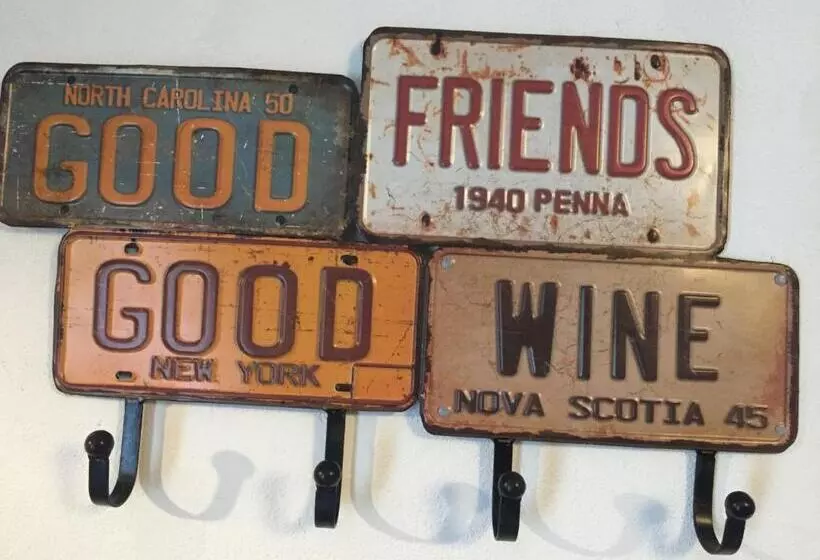 NORTH CAROLINA 50
GOOD
FRIENDS
1940 PENNA
GOOD
NEW YORK
WINE
NOVA SCOTIA 45